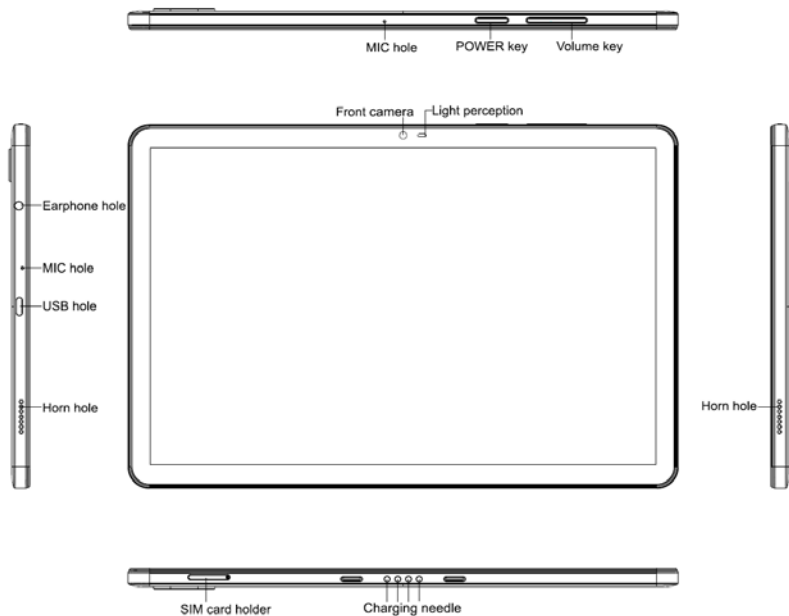 MIC hole
POWER key
Volume key
Front camera
Light perception
Earphone hole
MIC hole
USB hole
Horn hole
Horn hole
SIM card holder
Charging needle